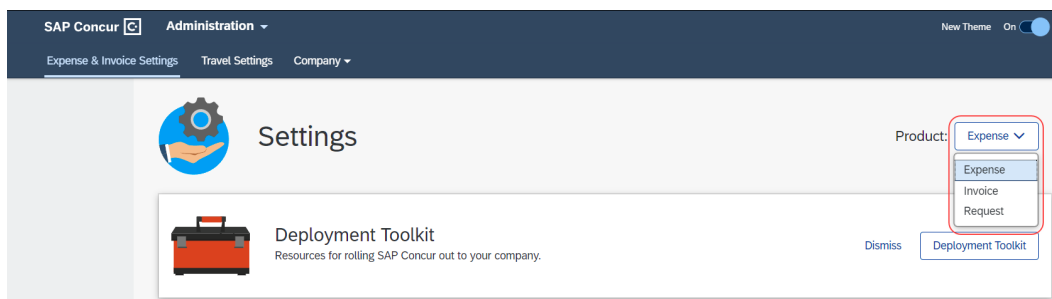 SAP Concur C Administration
New Theme On
Expense & Invoice Settings Travel Settings Company
Settings
Product: Expense
Expense
Invoice
Request
Deployment Toolkit
Resources for rolling SAP Concur out to your company.
Dismiss Deployment Toolkit